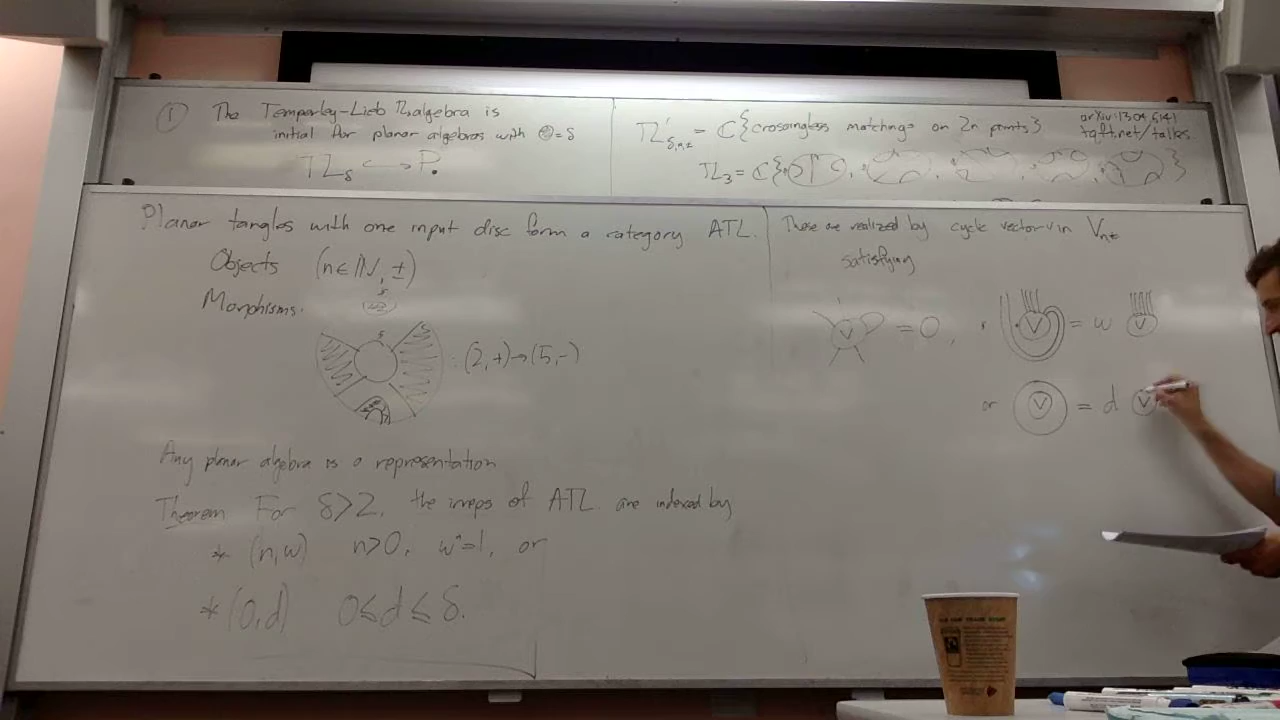 ① The Temperley-Lieb algebra is
initial for planar algebras with = δ
TL_δ ↪ P.
TL'_δ,n,± = ℂ{crossingless matchings on 2n points}
TL₃ = ℂ{ , , , , }
arXiv:1304.6141
tqft.net/talks
Planar tangles with one input disc form a category ATL.
Objects (n∈ℕ, ±)
Morphisms.
: (2,+)→(5,-)
Any planar algebra is a representation
Theorem For δ>2, the irreps of ATL are indexed by
* (n,ω) n>0, ωⁿ=1, or
* (0,d) 0≤d≤δ.
These are realized by cyclic vector v in V_n±
satisfying
V = 0, V = ω V
or V = d V